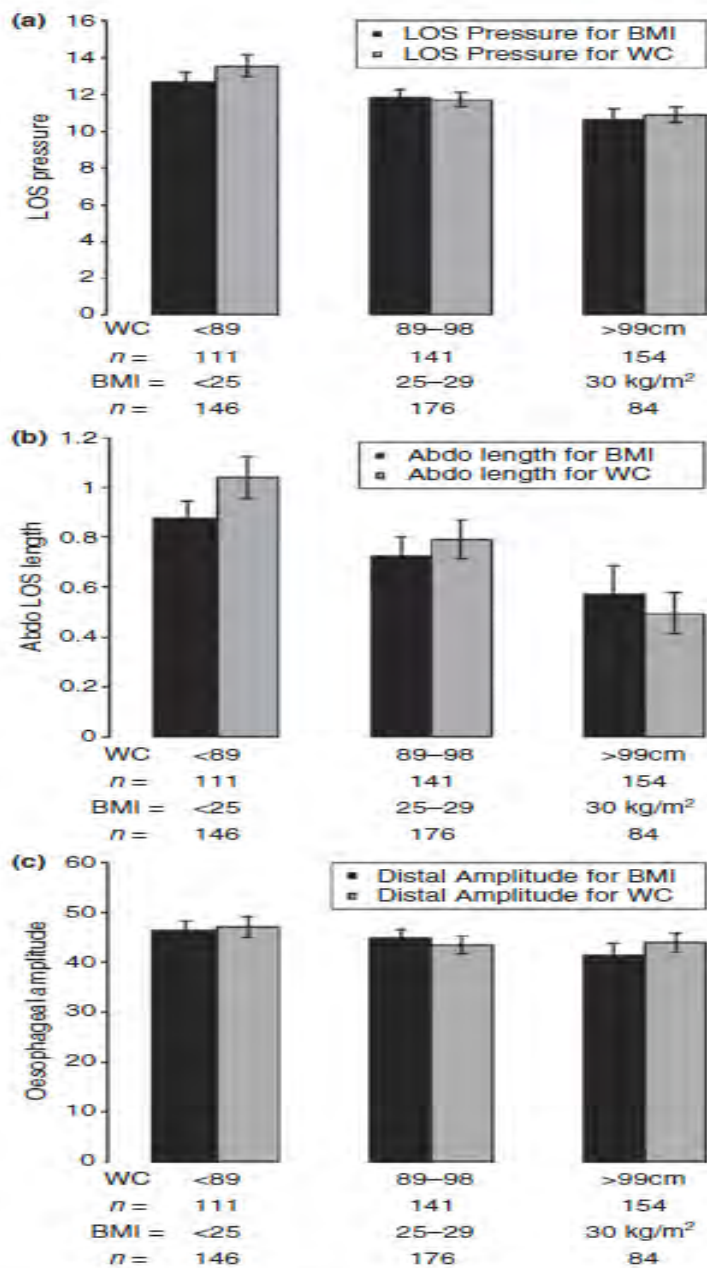 (a)
16
14
12
10
8
6
4
2
0
LOS pressure
LOS Pressure for BMI
LOS Pressure for WC
WC <89 89–98 >99cm
n = 111 141 154
BMI = <25 25–29 30 kg/m²
n = 146 176 84
(b)
1.2
1
0.8
0.6
0.4
0.2
0
Abdo LOS length
Abdo length for BMI
Abdo length for WC
WC <89 89–98 >99cm
n = 111 141 154
BMI = <25 25–29 30 kg/m²
n = 146 176 84
(c)
60
50
40
30
20
10
0
Oesophageal amplitude
Distal Amplitude for BMI
Distal Amplitude for WC
WC <89 89–98 >99cm
n = 111 141 154
BMI = <25 25–29 30 kg/m²
n = 146 176 84